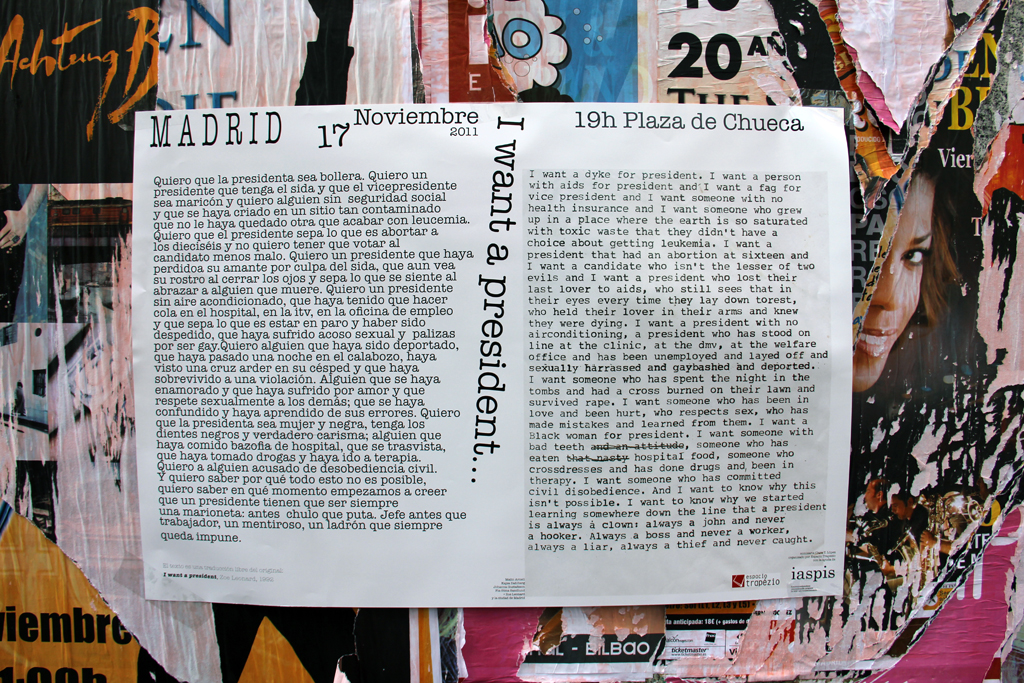 Achtung B
EN
DIE
i
E
20 AN
THE
EN
B
Vier
MADRID 17 Noviembre
2011
19h Plaza de Chueca
I want a president...
Quiero que la presidenta sea bollera. Quiero un
presidente que tenga el sida y que el vicepresidente
sea maricón y quiero alguien sin seguridad social
y que se haya criado en un sitio tan contaminado
que no le haya quedado otra que acabar con leucemia.
Quiero que el presidente sepa lo que es abortar a
los dieciséis y no quiero tener que votar al
candidato menos malo. Quiero un presidente que haya
perdidos su amante por culpa del sida, que aun vea
su rostro al cerrar los ojos y sepa lo que se siente al
abrazar a alguien que muere. Quiero un presidente
sin aire acondicionado, que haya tenido que hacer
cola en el hospital, en la itv, en la oficina de empleo
y que sepa lo que es estar en paro y haber sido
despedido, que haya sufrido acoso sexual y palizas
por ser gay.Quiero alguien que haya sido deportado,
que haya pasado una noche en el calabozo, haya
visto una cruz arder en su césped y que haya
sobrevivido a una violación. Alguien que se haya
enamorado y que haya sufrido por amor y que
respete sexualmente a los demás; que se haya
confundido y haya aprendido de sus errores. Quiero
que la presidenta sea mujer y negra, tenga los
dientes negros y verdadero carisma; alguien que
haya comido bazofia de hospital, que se trasvista,
que haya tomado drogas y haya ido a terapia.
Quiero a alguien acusado de desobediencia civil.
Y quiero saber por qué todo esto no es posible,
quiero saber en qué momento empezamos a creer
que un presidente tienen que ser siempre
una marioneta: antes chulo que puta. Jefe antes que
trabajador, un mentiroso, un ladrón que siempre
queda impune.
El texto es una traducción libre del original
I want a president, Zoe Leonard, 1992
I want a dyke for president. I want a person
with aids for president and I want a fag for
vice president and I want someone with no
health insurance and I want someone who grew
up in a place where the earth is so saturated
with toxic waste that they didn't have a
choice about getting leukemia. I want a
president that had an abortion at sixteen and
I want a candidate who isn't the lesser of two
evils and I want a president who lost their
last lover to aids, who still sees that in
their eyes every time they lay down torest,
who held their lover in their arms and knew
they were dying. I want a president with no
airconditioning, a president who has stood on
line at the clinic, at the dmv, at the welfare
office and has been unemployed and layed off and
sexually harrassed and gaybashed and deported.
I want someone who has spent the night in the
tombs and had a cross burned on their lawn and
survived rape. I want someone who has been in
love and been hurt, who respects sex, who has
made mistakes and learned from them. I want a
Black woman for president. I want someone with
bad teeth and an attitude, someone who has
eaten that nasty hospital food, someone who
crossdresses and has done drugs and been in
therapy. I want someone who has committed
civil disobedience. And I want to know why this
isn't possible. I want to know why we started
learning somewhere down the line that a president
is always a clown: always a john and never
a hooker. Always a boss and never a worker,
always a liar, always a thief and never caught.
espacio
trapézio
iaspis
viembre
- BILBAO
anticipada: 10€ (+ gastos de
ticketmaster